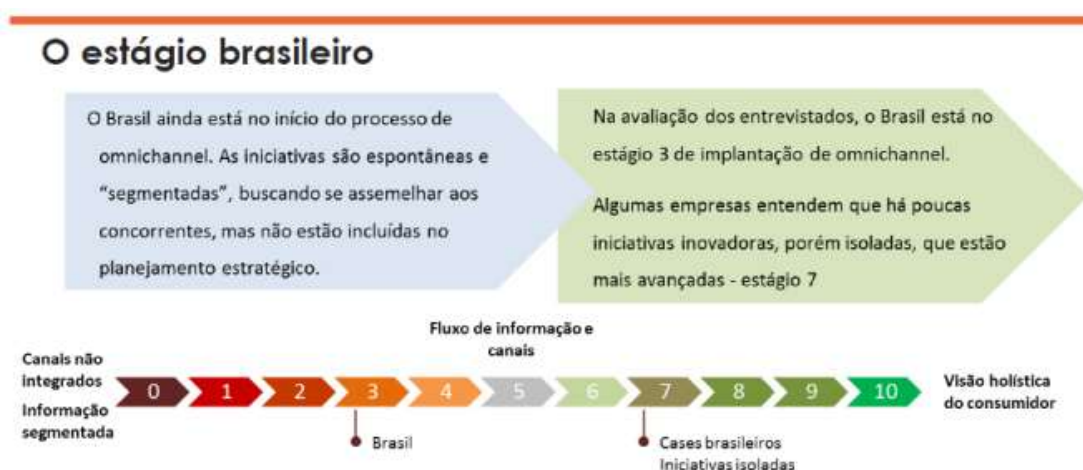 O estágio brasileiro
O Brasil ainda está no início do processo de
omnichannel. As iniciativas são espontâneas e
“segmentadas”, buscando se assemelhar aos
concorrentes, mas não estão incluídas no
planejamento estratégico.
Na avaliação dos entrevistados, o Brasil está no
estágio 3 de implantação de omnichannel.
Algumas empresas entendem que há poucas
iniciativas inovadoras, porém isoladas, que estão
mais avançadas - estágio 7
Fluxo de informação e
canais
Canais não
integrados
Informação
segmentada
0 1 2 3 4 5 6 7 8 9 10
Visão holística
do consumidor
Brasil
Cases brasileiros
Iniciativas isoladas